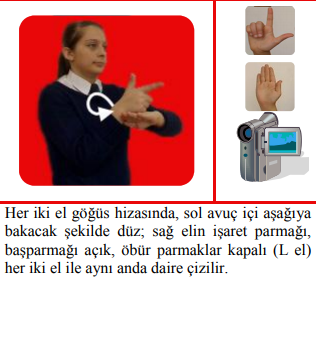 Her iki el göğüs hizasında, sol avuç içi aşağıya
bakacak şekilde düz; sağ elin işaret parmağı,
başparmağı açık, öbür parmaklar kapalı (L el)
her iki el ile aynı anda daire çizilir.